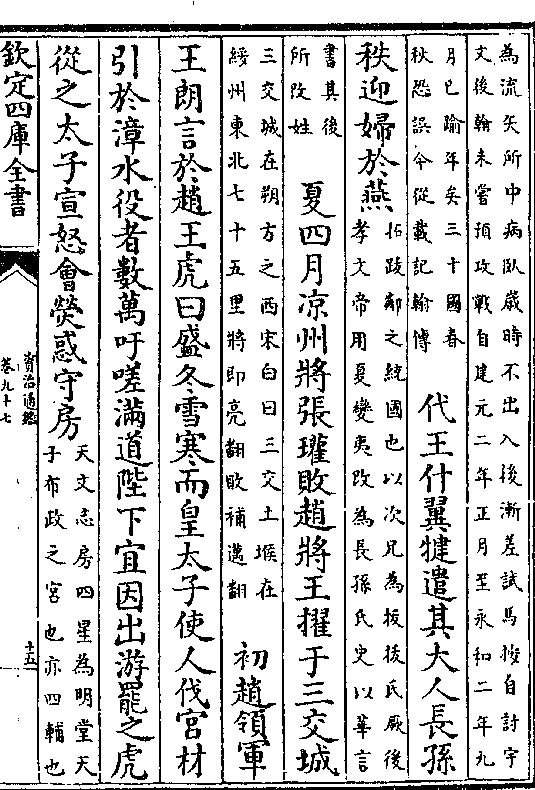 為流矢所中病臥歲時不出入後漸差試馬按自討宇
文後翰未嘗預攻戰自建元二年正月至永和二年九
月已踰年矣三十國春
秋恐誤今從載記翰傳
代王什翼犍遣其大人長孫
秩迎婦於燕
拓跋鄰之統國也以次兄為拔拔氏厥後
孝文帝用夏變夷改為長孫氏史以華言
書其後
所改姓
夏四月凉州將張瓘敗趙將王擢于三交城
三交城在朔方之西宋白曰三交土堠在
綏州東北七十五里將即亮翻敗補邁翻
初趙領軍
王朗言於趙王虎曰盛冬雪寒而皇太子使人伐宮材
引於漳水役者數萬吁嗟滿道陛下宜因出游罷之虎
從之太子宣怒會熒惑守房
天文志房四星為明堂天
子布政之宮也亦四輔也
欽定四庫全書
資治通鑑
卷九十七
十五